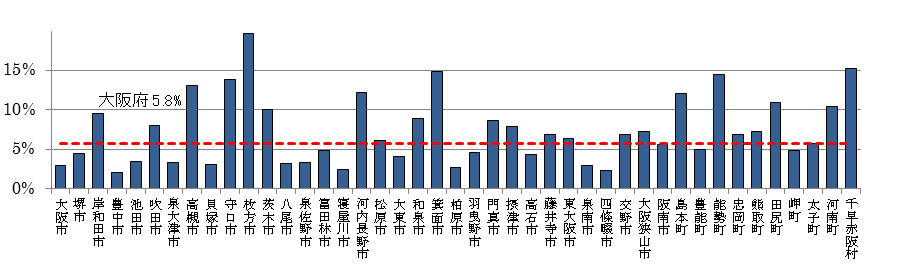 15%
大阪府 5.8%
10%
5%
0%
大阪市
堺市
岸和田市
豊中市
池田市
吹田市
泉大津市
高槻市
貝塚市
守口市
枚方市
茨木市
八尾市
泉佐野市
富田林市
寝屋川市
河内長野市
松原市
大東市
和泉市
箕面市
柏原市
羽曳野市
門真市
摂津市
高石市
藤井寺市
東大阪市
泉南市
四條畷市
交野市
大阪狭山市
阪南市
島本町
豊能町
能勢町
忠岡町
熊取町
田尻町
岬町
太子町
河南町
千早赤阪村